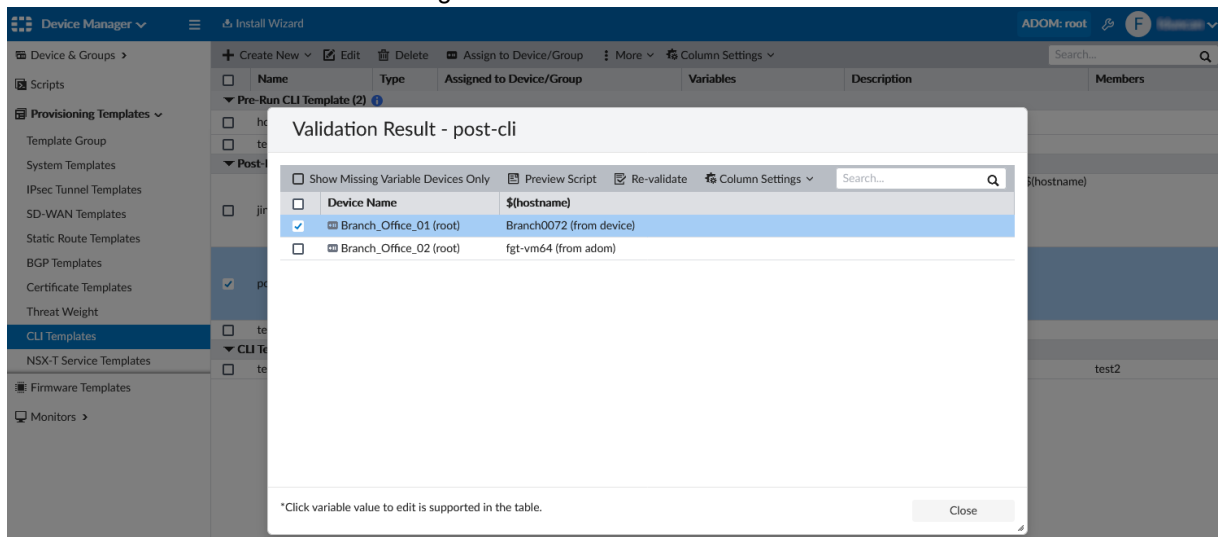 Device Manager
Install Wizard
ADOM: root
F
Device & Groups >
Create New Edit Delete Assign to Device/Group More Column Settings
Search...
Name Type Assigned to Device/Group Variables Description Members
Scripts
Pre-Run CLI Template (2)
Provisioning Templates
Template Group
System Templates
IPsec Tunnel Templates
SD-WAN Templates
Static Route Templates
BGP Templates
Certificate Templates
Threat Weight
CLI Templates
NSX-T Service Templates
Firmware Templates
Monitors >
$(hostname)
test2
Validation Result - post-cli
Show Missing Variable Devices Only Preview Script Re-validate Column Settings Search...
Device Name $(hostname)
Branch_Office_01 (root) Branch0072 (from device)
Branch_Office_02 (root) fgt-vm64 (from adom)
*Click variable value to edit is supported in the table.
Close